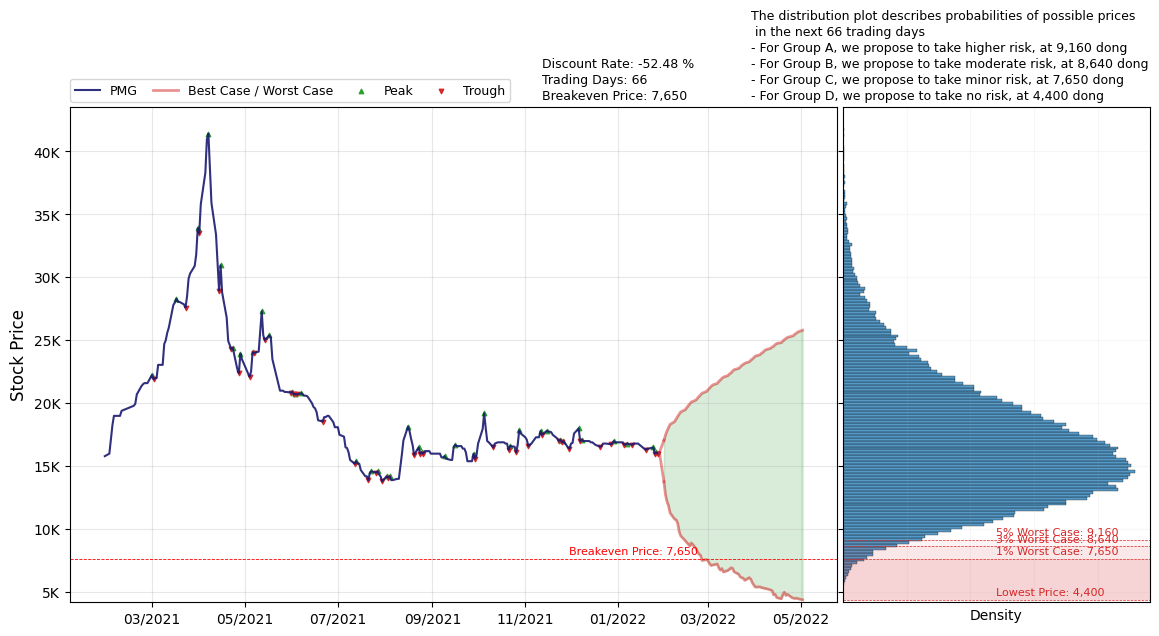 The distribution plot describes probabilities of possible prices
in the next 66 trading days
- For Group A, we propose to take higher risk, at 9,160 dong
- For Group B, we propose to take moderate risk, at 8,640 dong
- For Group C, we propose to take minor risk, at 7,650 dong
- For Group D, we propose to take no risk, at 4,400 dong
Discount Rate: -52.48 %
Trading Days: 66
Breakeven Price: 7,650
PMG
Best Case / Worst Case
Peak
Trough
Stock Price
40K
35K
30K
25K
20K
15K
10K
5K
Breakeven Price: 7,650
5% Worst Case: 9,160
3% Worst Case: 8,640
1% Worst Case: 7,650
Lowest Price: 4,400
03/2021
05/2021
07/2021
09/2021
11/2021
01/2022
03/2022
05/2022
Density